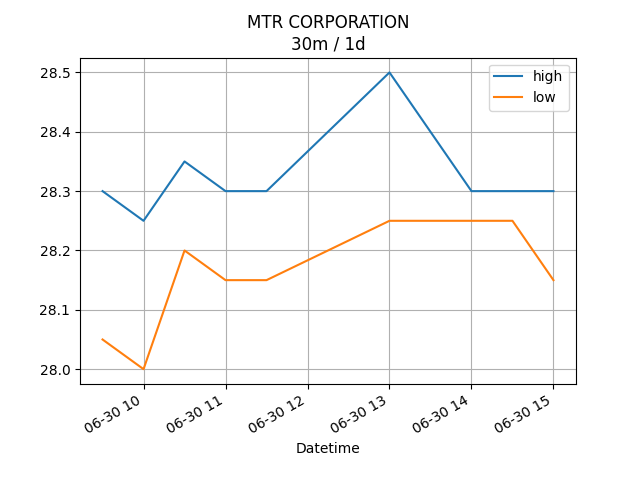 MTR CORPORATION
30m / 1d
high
low
28.5
28.4
28.3
28.2
28.1
28.0
06-30 10
06-30 11
06-30 12
06-30 13
06-30 14
06-30 15
Datetime